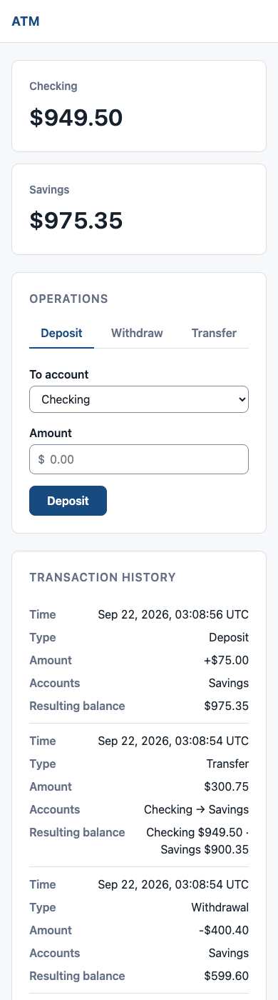 ATM
Checking
$949.50
Savings
$975.35
OPERATIONS
Deposit Withdraw Transfer
To account
Checking
Amount
$ 0.00
Deposit
TRANSACTION HISTORY
Time Sep 22, 2026, 03:08:56 UTC
Type Deposit
Amount +$75.00
Accounts Savings
Resulting balance $975.35
Time Sep 22, 2026, 03:08:54 UTC
Type Transfer
Amount $300.75
Accounts Checking → Savings
Resulting balance Checking $949.50 ·
Savings $900.35
Time Sep 22, 2026, 03:08:54 UTC
Type Withdrawal
Amount -$400.40
Accounts Savings
Resulting balance $599.60